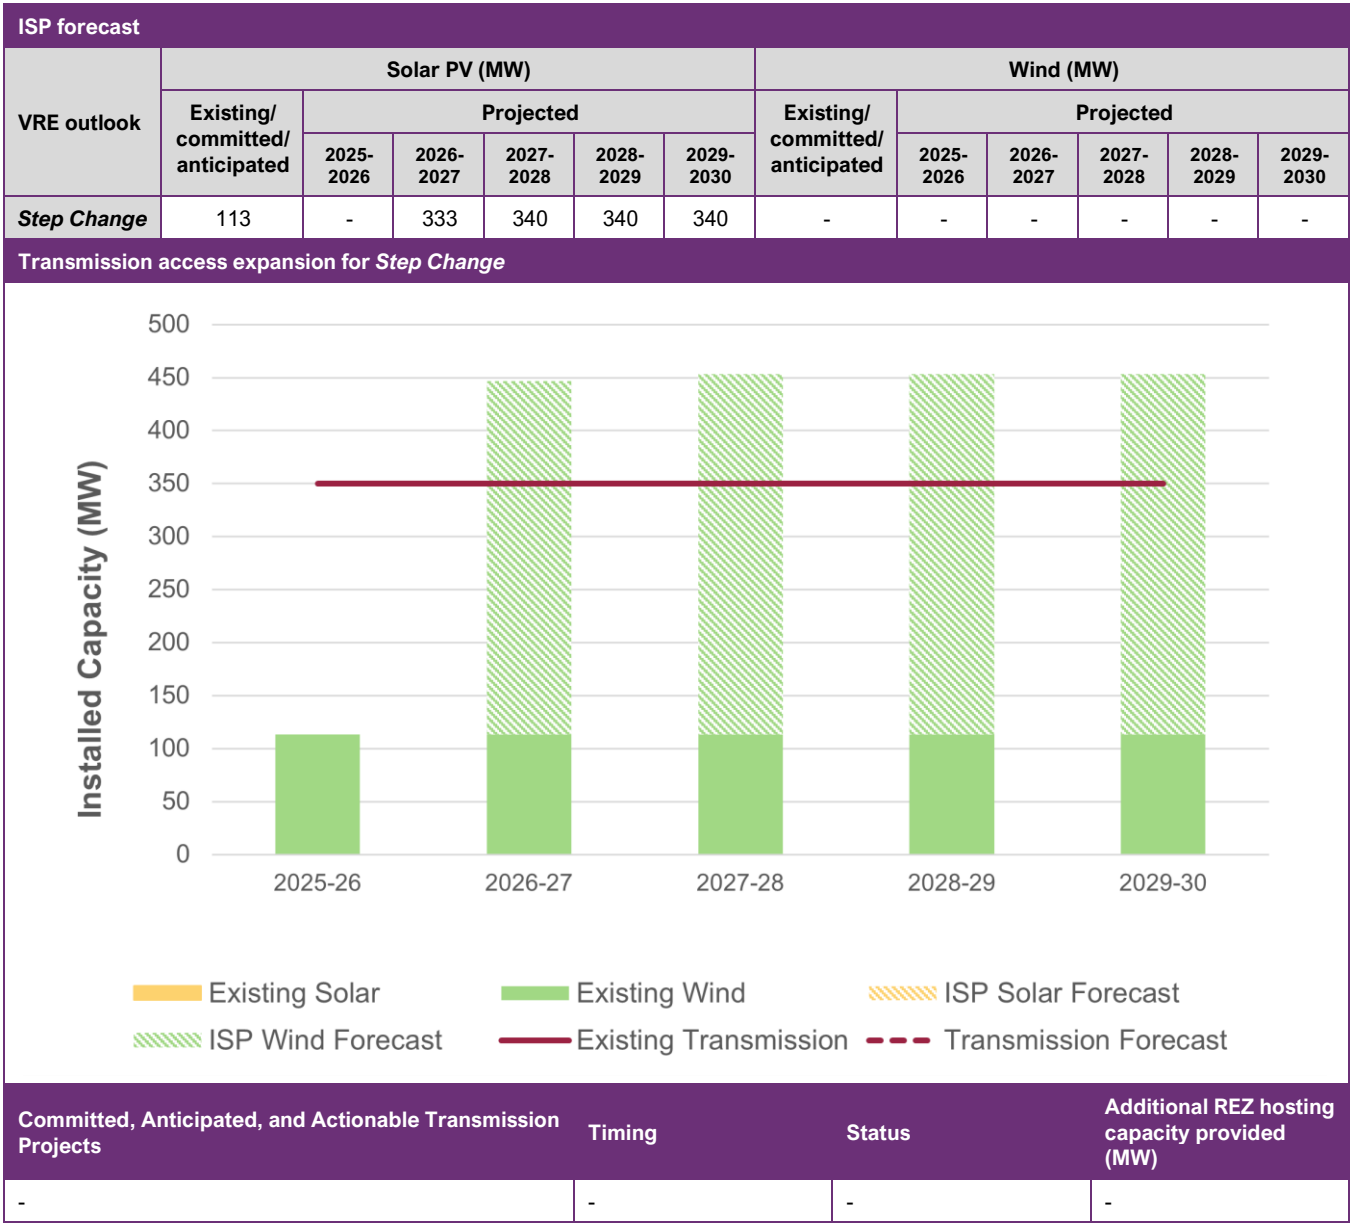 ISP forecast
VRE outlook
Solar PV (MW)
Wind (MW)
Existing/
committed/
anticipated
Projected
Existing/
committed/
anticipated
Projected
2025-
2026
2026-
2027
2027-
2028
2028-
2029
2029-
2030
2025-
2026
2026-
2027
2027-
2028
2028-
2029
2029-
2030
Step Change 113 - 333 340 340 340 - - - - - -
Transmission access expansion for Step Change
Installed Capacity (MW)
500
450
400
350
300
250
200
150
100
50
0
2025-26 2026-27 2027-28 2028-29 2029-30
Existing Solar Existing Wind ISP Solar Forecast
ISP Wind Forecast Existing Transmission Transmission Forecast
Committed, Anticipated, and Actionable Transmission
Projects
Timing
Status
Additional REZ hosting
capacity provided
(MW)
- - - -